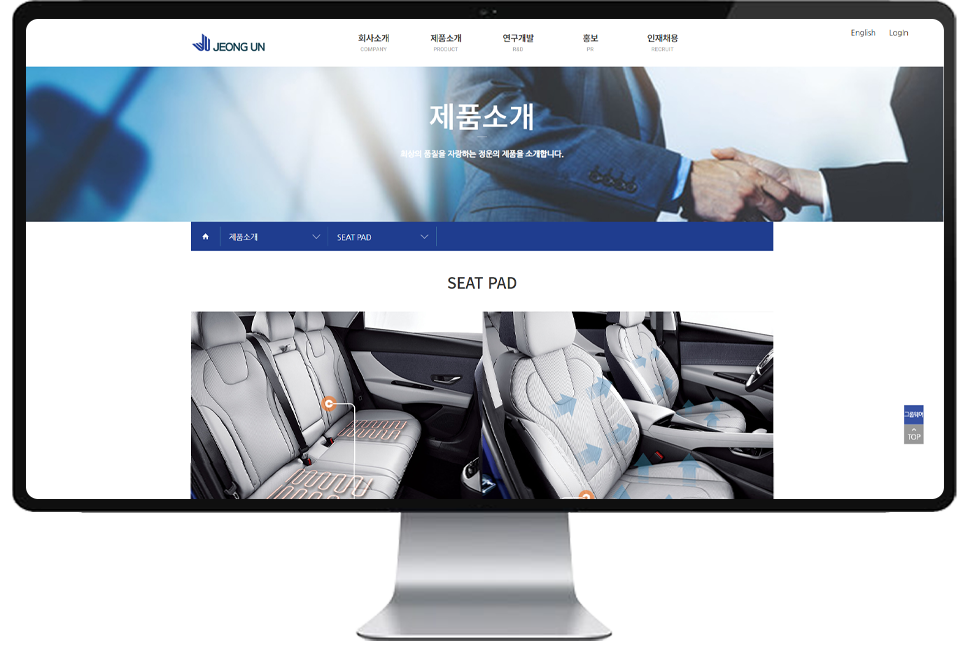 JEONG UN
회사소개 제품소개 연구개발 홍보 인재채용
COMPANY PRODUCT R&D PR RECRUIT
English Login
제품소개
최상의 품질을 자랑하는 정운의 제품을 소개합니다.
제품소개 SEAT PAD
SEAT PAD
그룹웨어
TOP